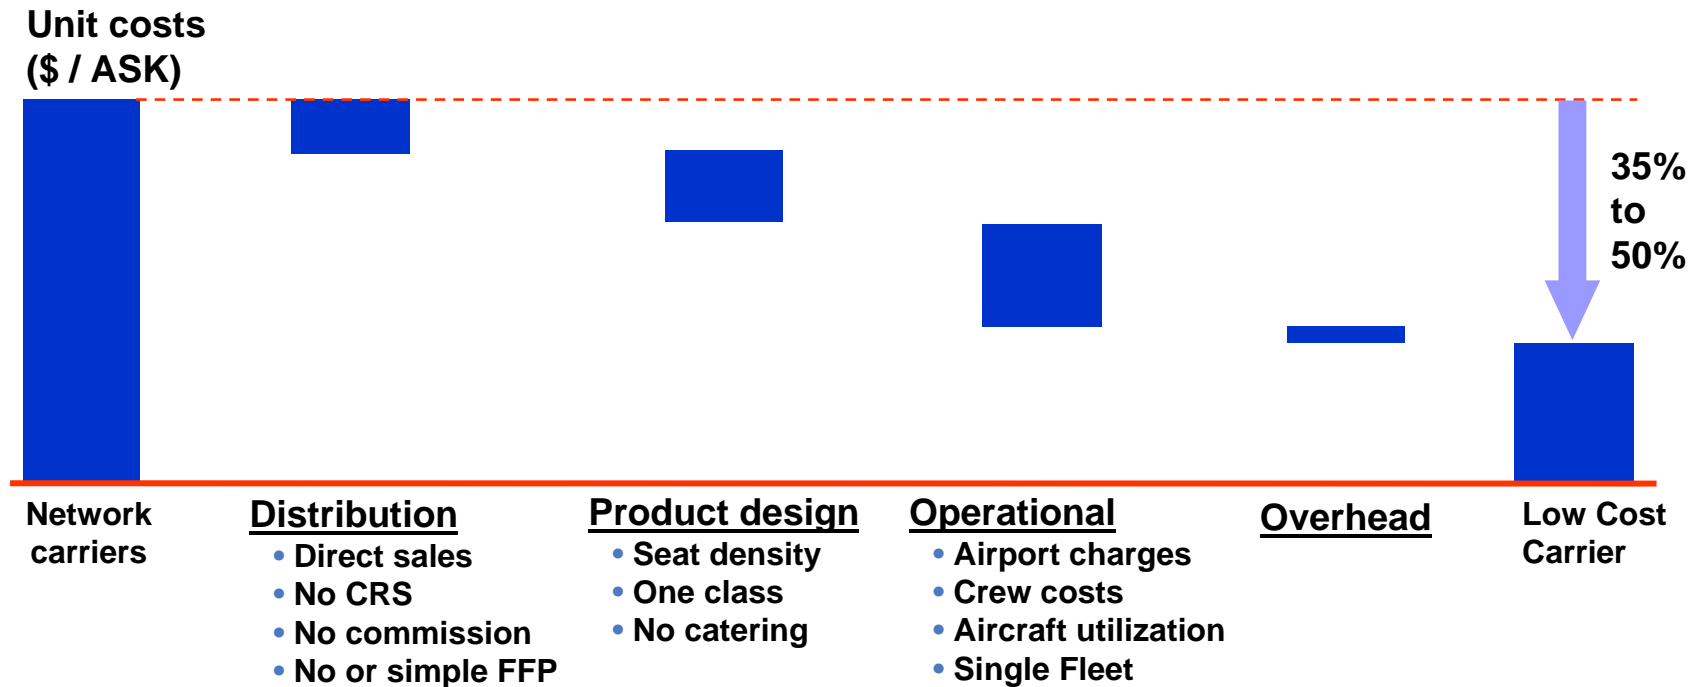 Unit costs
($ / ASK)
35%
to
50%
Network
carriers
Distribution
• Direct sales
• No CRS
• No commission
• No or simple FFP
Product design
• Seat density
• One class
• No catering
Operational
• Airport charges
• Crew costs
• Aircraft utilization
• Single Fleet
Overhead
Low Cost
Carrier